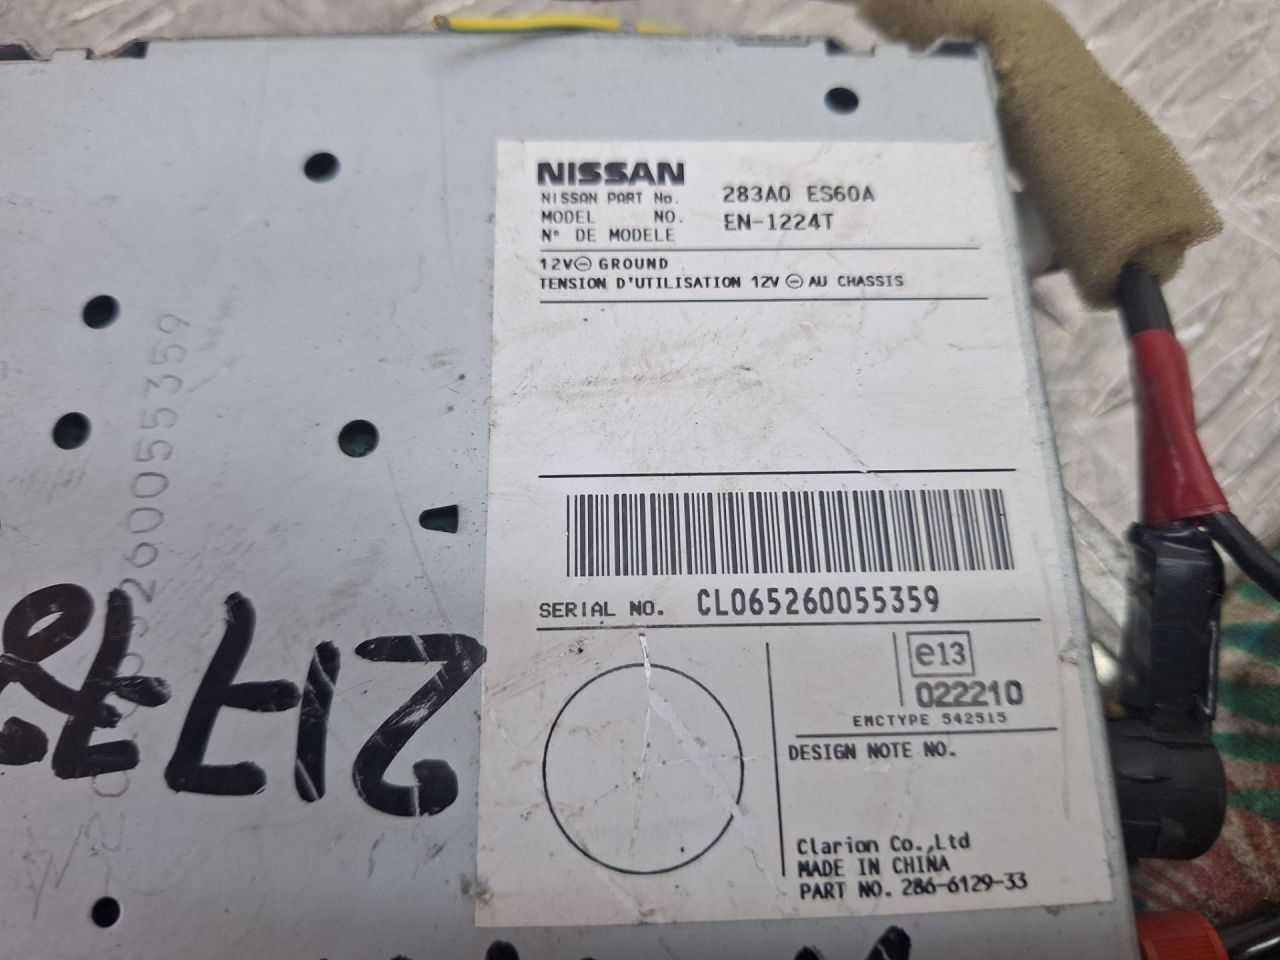 NISSAN
NISSAN PART No. 283A0 ES60A
MODEL NO. EN-1224T
N° DE MODELE
12V⊖ GROUND
TENSION D'UTILISATION 12V ⊖ AU CHASSIS
SERIAL NO. CL065260055359
e13
022210
EMCTYPE 542515
DESIGN NOTE NO.
Clarion Co.,Ltd
MADE IN CHINA
PART NO. 286-6129-33